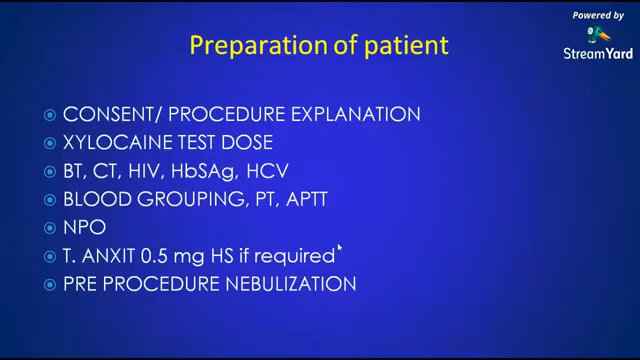 Powered by
StreamYard
Preparation of patient
CONSENT/ PROCEDURE EXPLANATION
XYLOCAINE TEST DOSE
BT, CT, HIV, HbSAg, HCV
BLOOD GROUPING, PT, APTT
NPO
T. ANXIT 0.5 mg HS if required
PRE PROCEDURE NEBULIZATION